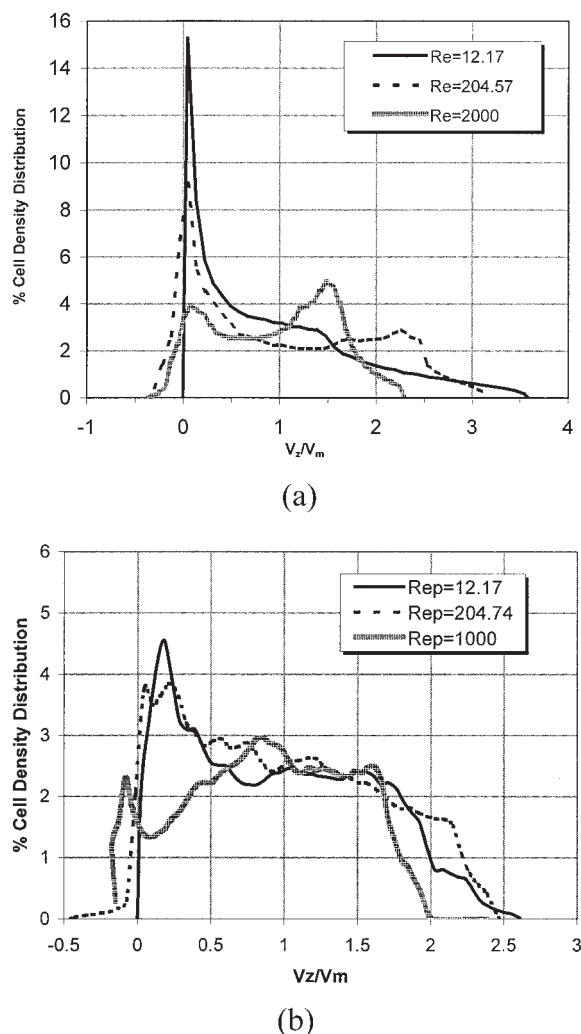 16
14
12
10
8
6
4
2
0
% Cell Density Distribution
Re=12.17
Re=204.57
Re=2000
-1 0 1 2 3 4
Vz/Vm
(a)
6
5
4
3
2
1
0
% Cell Density Distribution
Rep=12.17
Rep=204.74
Rep=1000
-0.5 0 0.5 1 1.5 2 2.5 3
Vz/Vm
(b)